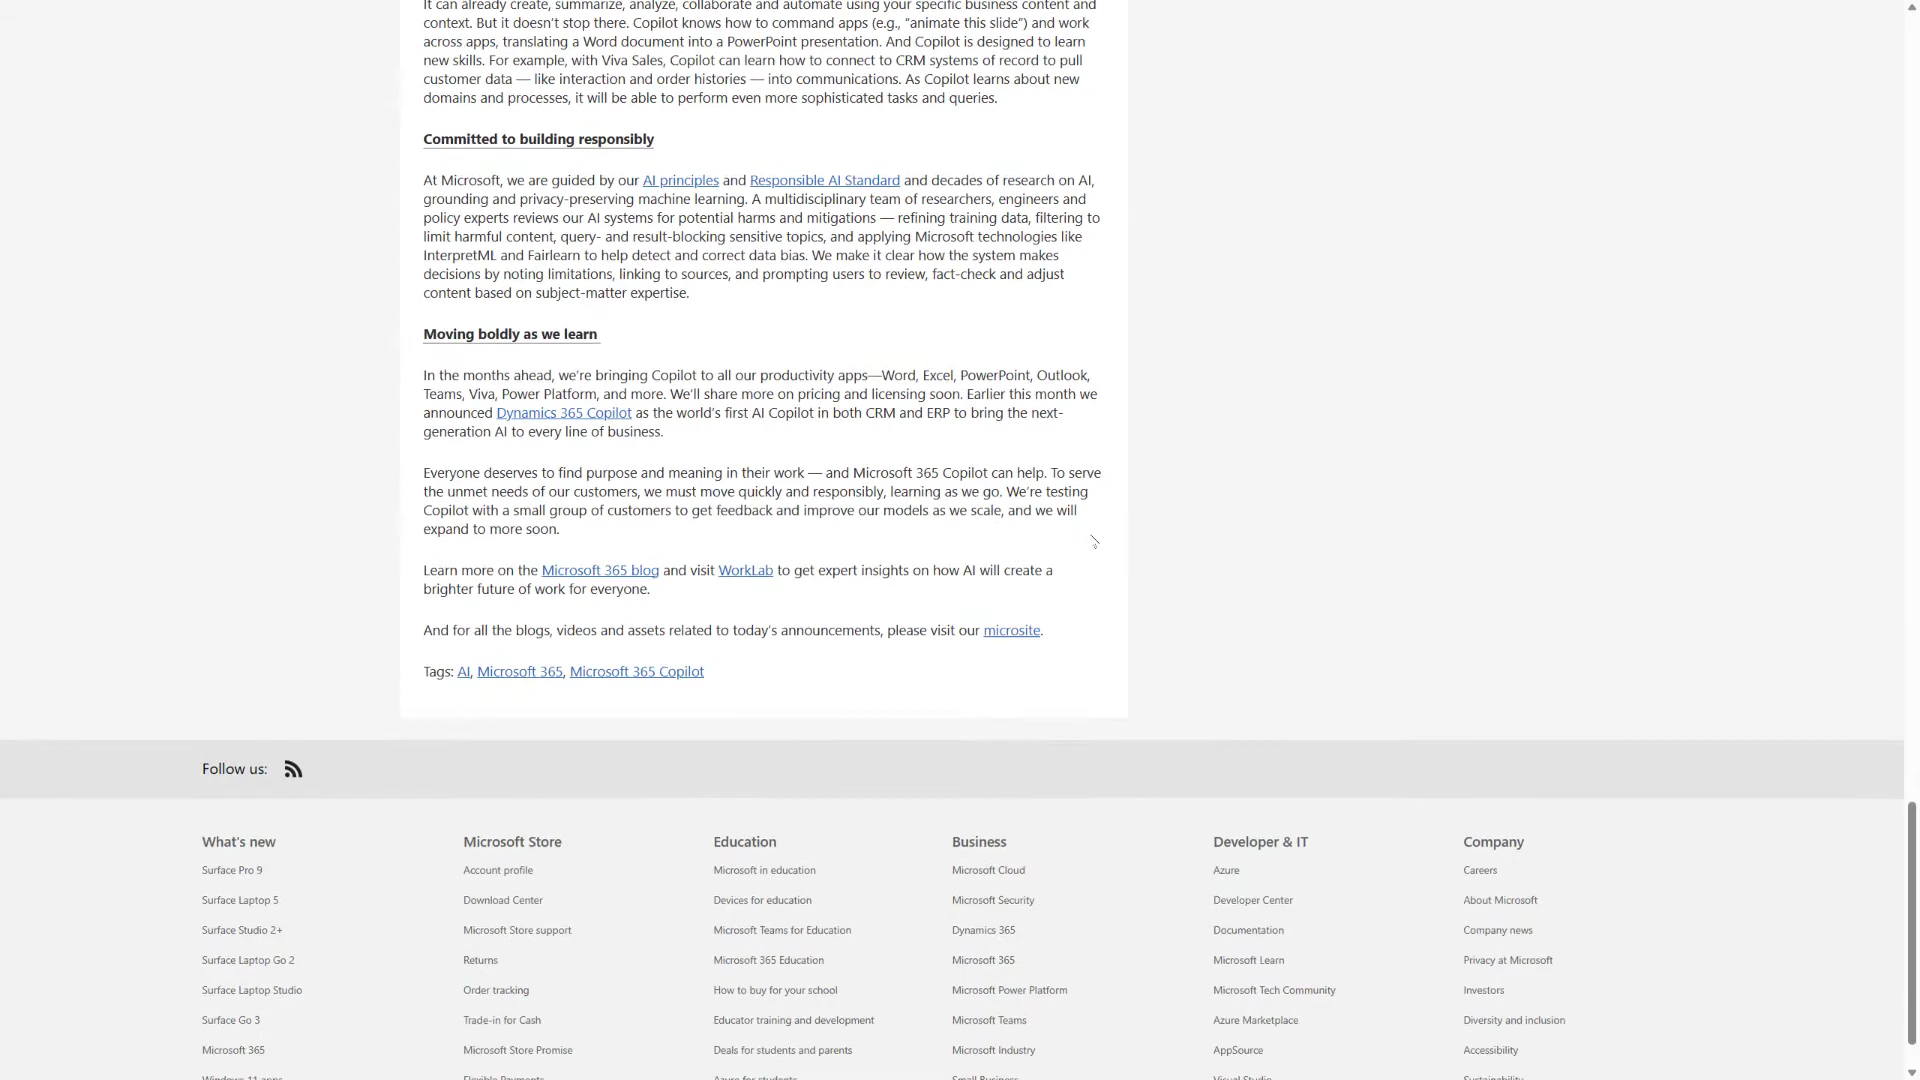 It can already create, summarize, analyze, collaborate and automate using your specific business content and
context. But it doesn’t stop there. Copilot knows how to command apps (e.g., “animate this slide”) and work
across apps, translating a Word document into a PowerPoint presentation. And Copilot is designed to learn
new skills. For example, with Viva Sales, Copilot can learn how to connect to CRM systems of record to pull
customer data — like interaction and order histories — into communications. As Copilot learns about new
domains and processes, it will be able to perform even more sophisticated tasks and queries.
Committed to building responsibly
At Microsoft, we are guided by our AI principles and Responsible AI Standard and decades of research on AI,
grounding and privacy-preserving machine learning. A multidisciplinary team of researchers, engineers and
policy experts reviews our AI systems for potential harms and mitigations — refining training data, filtering to
limit harmful content, query- and result-blocking sensitive topics, and applying Microsoft technologies like
InterpretML and Fairlearn to help detect and correct data bias. We make it clear how the system makes
decisions by noting limitations, linking to sources, and prompting users to review, fact-check and adjust
content based on subject-matter expertise.
Moving boldly as we learn
In the months ahead, we’re bringing Copilot to all our productivity apps—Word, Excel, PowerPoint, Outlook,
Teams, Viva, Power Platform, and more. We’ll share more on pricing and licensing soon. Earlier this month we
announced Dynamics 365 Copilot as the world’s first AI Copilot in both CRM and ERP to bring the next-
generation AI to every line of business.
Everyone deserves to find purpose and meaning in their work — and Microsoft 365 Copilot can help. To serve
the unmet needs of our customers, we must move quickly and responsibly, learning as we go. We’re testing
Copilot with a small group of customers to get feedback and improve our models as we scale, and we will
expand to more soon.
Learn more on the Microsoft 365 blog and visit WorkLab to get expert insights on how AI will create a
brighter future of work for everyone.
And for all the blogs, videos and assets related to today’s announcements, please visit our microsite.
Tags: AI, Microsoft 365, Microsoft 365 Copilot
Follow us:
What's new
Surface Pro 9
Surface Laptop 5
Surface Studio 2+
Surface Laptop Go 2
Surface Laptop Studio
Surface Go 3
Microsoft 365
Windows 11 apps
Microsoft Store
Account profile
Download Center
Microsoft Store support
Returns
Order tracking
Trade-in for Cash
Microsoft Store Promise
Flexible Payments
Education
Microsoft in education
Devices for education
Microsoft Teams for Education
Microsoft 365 Education
How to buy for your school
Educator training and development
Deals for students and parents
Azure for students
Business
Microsoft Cloud
Microsoft Security
Dynamics 365
Microsoft 365
Microsoft Power Platform
Microsoft Teams
Microsoft Industry
Small Business
Developer & IT
Azure
Developer Center
Documentation
Microsoft Learn
Microsoft Tech Community
Azure Marketplace
AppSource
Visual Studio
Company
Careers
About Microsoft
Company news
Privacy at Microsoft
Investors
Diversity and inclusion
Accessibility
Sustainability